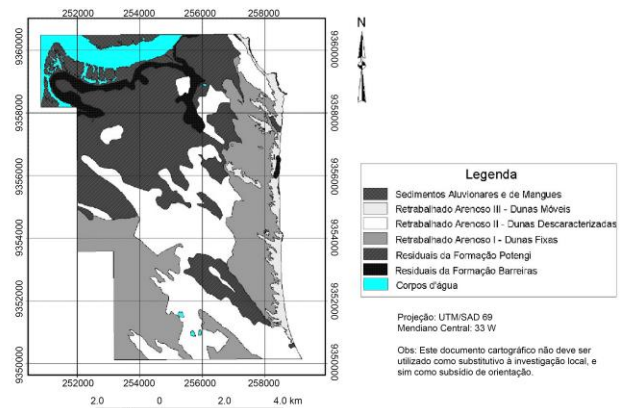 252000 254000 256000 258000
N
9360000 9360000
9358000 9358000
9356000 9356000
9354000 9354000
9352000 9352000
9350000 9350000
252000 254000 256000 258000
2.0 0 2.0 4.0 km
Legenda
Sedimentos Aluvionares e de Mangues
Retrabalhado Arenoso III - Dunas Móveis
Retrabalhado Arenoso II - Dunas Descaracterizadas
Retrabalhado Arenoso I - Dunas Fixas
Residuais da Formação Potengi
Residuais da Formação Barreiras
Corpos d'água
Projeção: UTM/SAD 69
Meridiano Central: 33 W
Obs: Este documento cartográfico não deve ser
utilizado como substitutivo à investigação local, e
sim como subsídio de orientação.